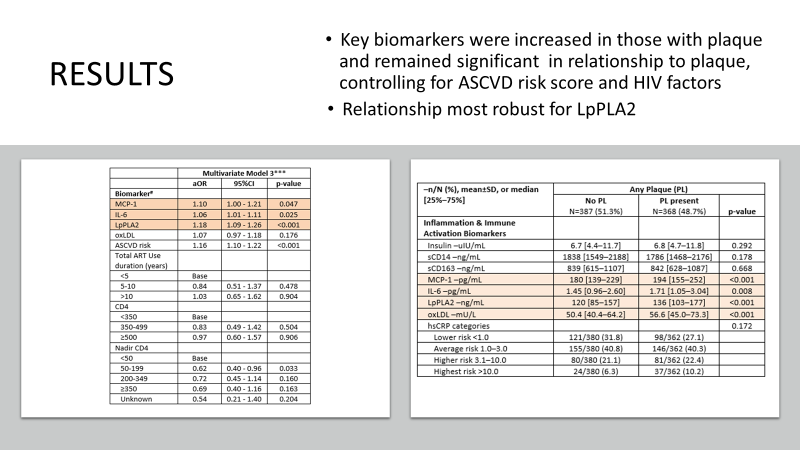 RESULTS
• Key biomarkers were increased in those with plaque
and remained significant in relationship to plaque,
controlling for ASCVD risk score and HIV factors
• Relationship most robust for LpPLA2
Multivariate Model 3***
aOR 95%CI p-value
Biomarker#
MCP-1 1.10 1.00 - 1.21 0.047
IL-6 1.06 1.01 - 1.11 0.025
LpPLA2 1.18 1.09 - 1.26 <0.001
oxLDL 1.07 0.97 - 1.18 0.176
ASCVD risk 1.16 1.10 - 1.22 <0.001
Total ART Use
duration (years)
<5 Base
5-10 0.84 0.51 - 1.37 0.478
>10 1.03 0.65 - 1.62 0.904
CD4
<350 Base
350-499 0.83 0.49 - 1.42 0.504
≥500 0.97 0.60 - 1.57 0.906
Nadir CD4
<50 Base
50-199 0.62 0.40 - 0.96 0.033
200-349 0.72 0.45 - 1.14 0.160
≥350 0.69 0.40 - 1.16 0.163
Unknown 0.54 0.21 - 1.40 0.204
–n/N (%), mean±SD, or median
[25%–75%]
Any Plaque (PL)
No PL PL present
N=387 (51.3%) N=368 (48.7%) p-value
Inflammation & Immune
Activation Biomarkers
Insulin –uIU/mL 6.7 [4.4–11.7] 6.8 [4.7–11.8] 0.292
sCD14 –ng/mL 1838 [1549–2188] 1786 [1468–2176] 0.178
sCD163 –ng/mL 839 [615–1107] 842 [628–1087] 0.668
MCP-1 –pg/mL 180 [139–229] 194 [155–252] <0.001
IL-6 –pg/mL 1.45 [0.96–2.60] 1.71 [1.05–3.04] 0.008
LpPLA2 –ng/mL 120 [85–157] 136 [103–177] <0.001
oxLDL –mU/L 50.4 [40.4–64.2] 56.6 [45.0–73.3] <0.001
hsCRP categories 0.172
Lower risk <1.0 121/380 (31.8) 98/362 (27.1)
Average risk 1.0–3.0 155/380 (40.8) 146/362 (40.3)
Higher risk 3.1–10.0 80/380 (21.1) 81/362 (22.4)
Highest risk >10.0 24/380 (6.3) 37/362 (10.2)